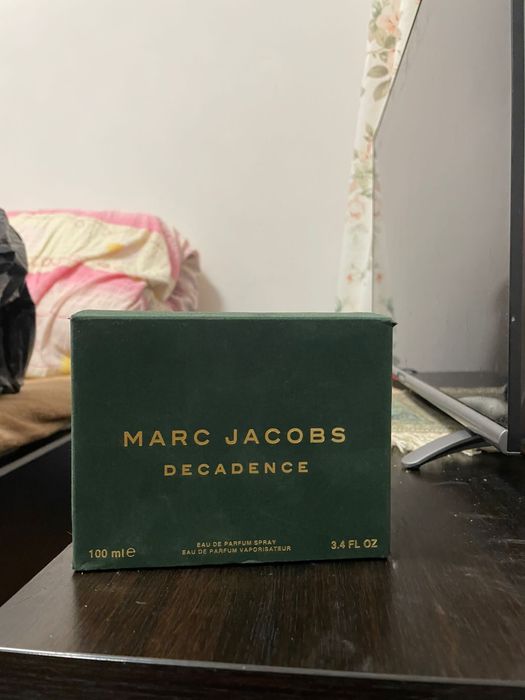 MARC JACOBS
DECADENCE
EAU DE PARFUM SPRAY
EAU DE PARFUM VAPORISATEUR
100 ml ℮
3.4 FL OZ